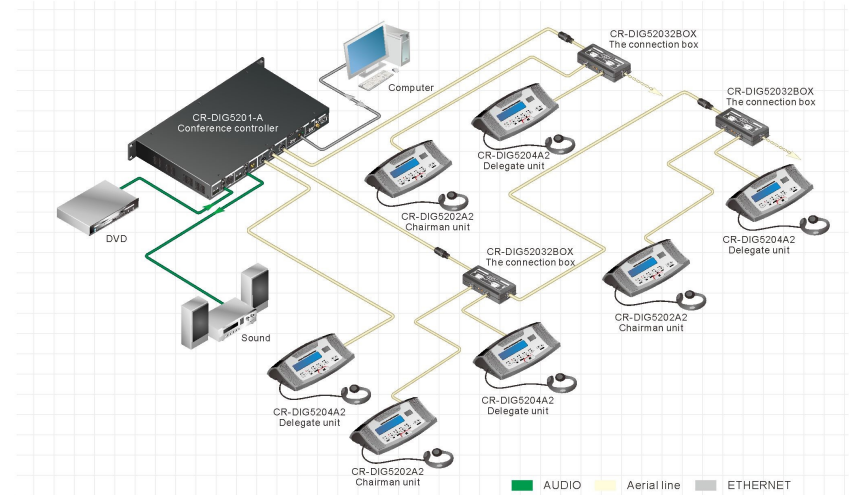 CR-DIG52032BOX
The connection box
Computer
CR-DIG52032BOX
The connection box
CR-DIG5201-A
Conference controller
CR-DIG5204A2
Delegate unit
CR-DIG5202A2
Chairman unit
DVD
CR-DIG5204A2
Delegate unit
CR-DIG52032BOX
The connection box
CR-DIG5202A2
Chairman unit
Sound
CR-DIG5204A2
Delegate unit
CR-DIG5204A2
Delegate unit
CR-DIG5202A2
Chairman unit
AUDIO
Aerial line
ETHERNET